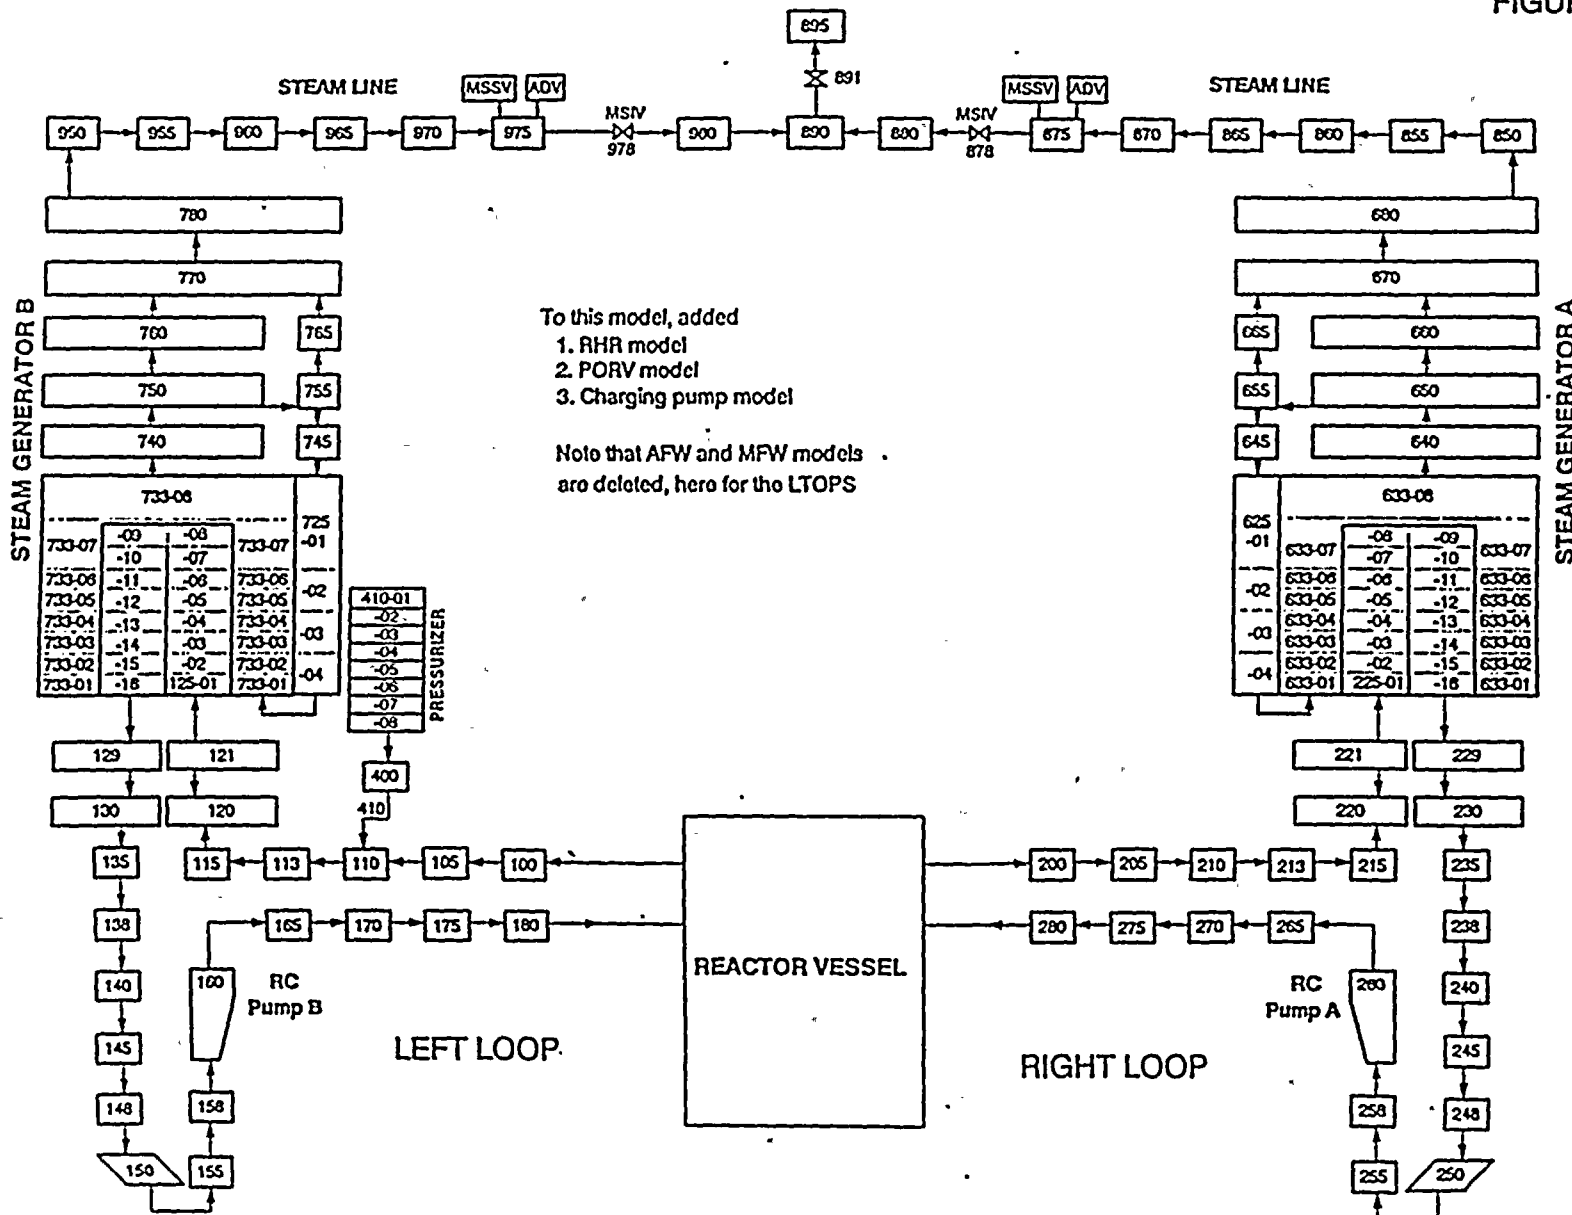 FIGU
895
891
STEAM LINE
MSSV ADV
MSSV ADV
STEAM LINE
950 955 960 965 970 975 MSIV 978 900 890 880 MSIV 878 875 870 865 860 855 850
780
680
770
670
STEAM GENERATOR B
STEAM GENERATOR A
760 765
665 660
750 755
655 650
740 745
645 640
To this model, added
1. RHR model
2. PORV model
3. Charging pump model
Note that AFW and MFW models
are deleted, here for the LTOPS
733-08
725
733-07 -09 -08 733-07 -01
-10 -07
733-06 -11 -06 733-06 -02
733-05 -12 -05 733-05
733-04 -13 -04 733-04 -03
733-03 -14 -03 733-03
733-02 -15 -02 733-02 -04
733-01 -16 125-01 733-01
633-08
625
-01 633-07 -08 -09 633-07
-07 -10
-02 633-06 -06 -11 633-06
633-05 -05 -12 633-05
-03 633-04 -04 -13 633-04
633-03 -03 -14 633-03
-04 633-02 -02 -15 633-02
633-01 225-01 -16 633-01
410-01
-02
-03
-04
-05
-06
-07
-08
PRESSURIZER
129 121
221 229
400
130 120
220 230
410
135 115 113 110 105 100
200 205 210 213 215 235
138 165 170 175 180
280 275 270 265 238
REACTOR VESSEL
140 160 RC
Pump B
RC
Pump A 260 240
145
245
LEFT LOOP
RIGHT LOOP
148 158
258 248
150 155
255 250